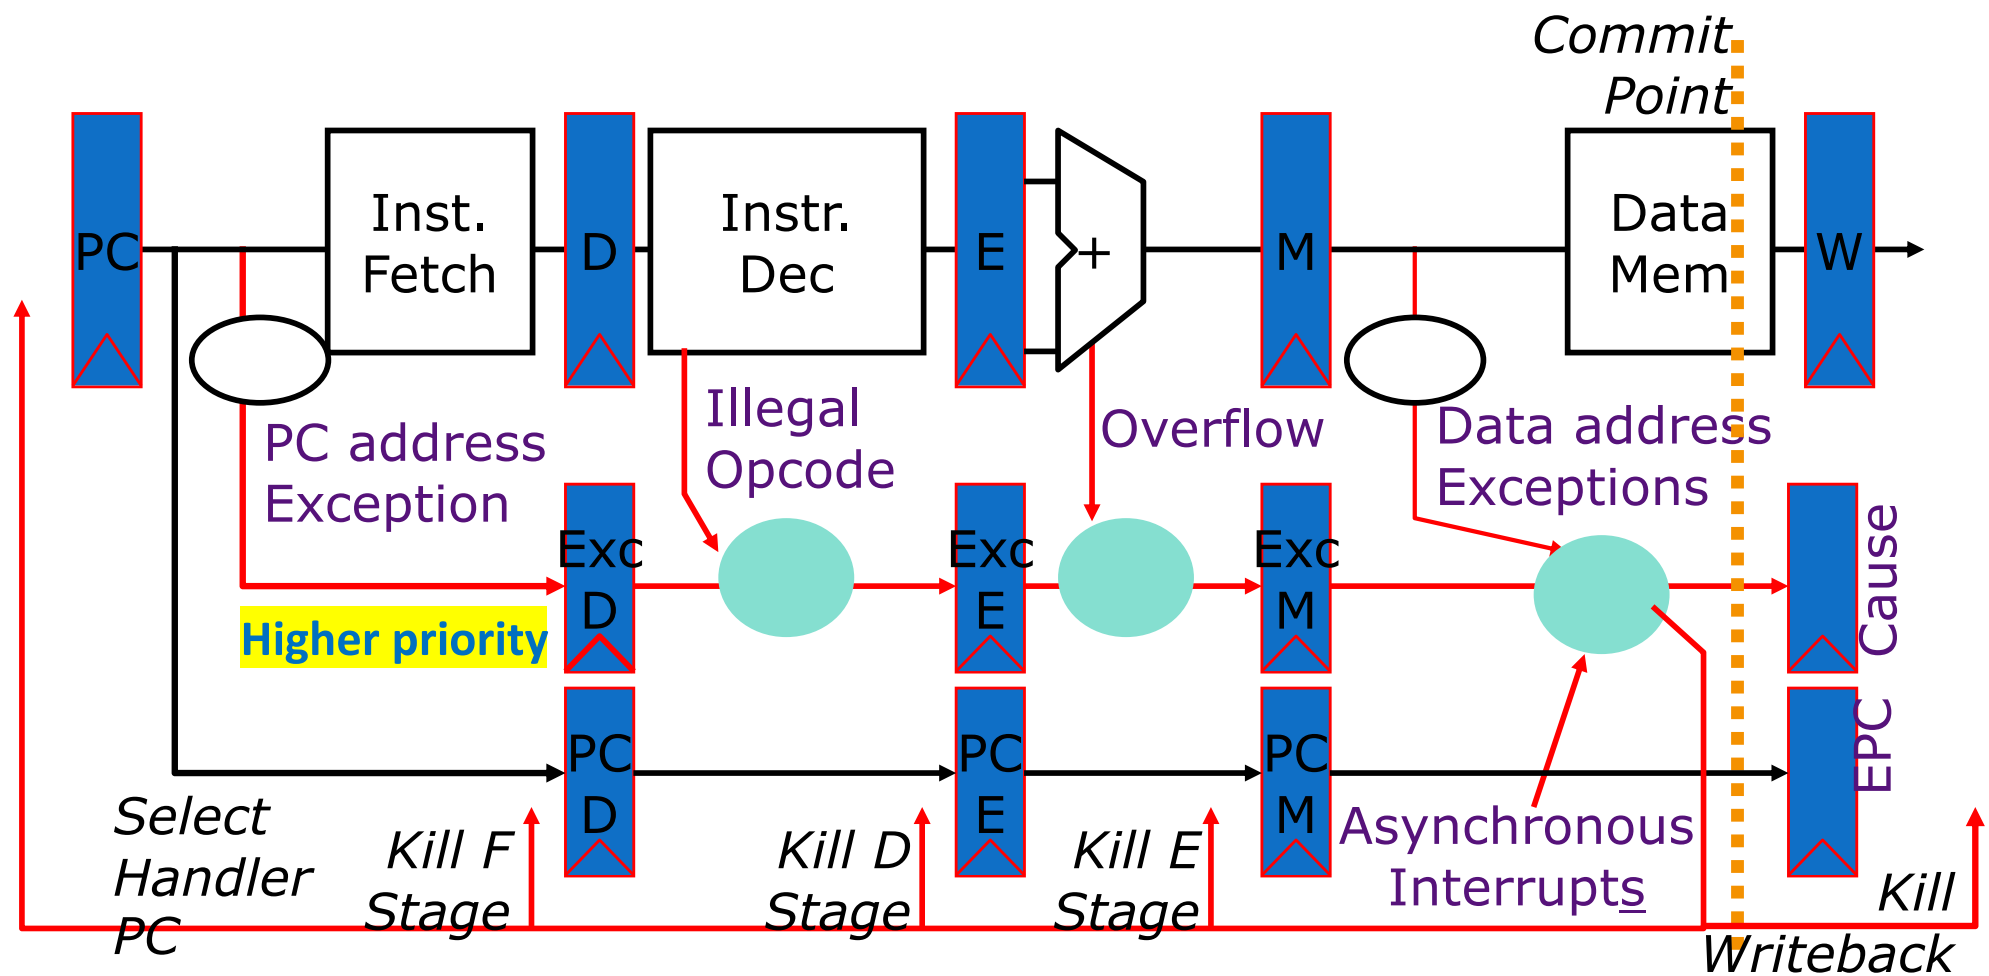 Commit
Point
PC
Inst.
Fetch
D
Instr.
Dec
E
+
M
Data
Mem
W
PC address
Exception
Illegal
Opcode
Overflow
Data address
Exceptions
Higher priority
Exc
D
Exc
E
Exc
M
Cause
PC
D
PC
E
PC
M
EPC
Select
Handler
PC
Kill F
Stage
Kill D
Stage
Kill E
Stage
Asynchronous
Interrupts
Kill
Writeback